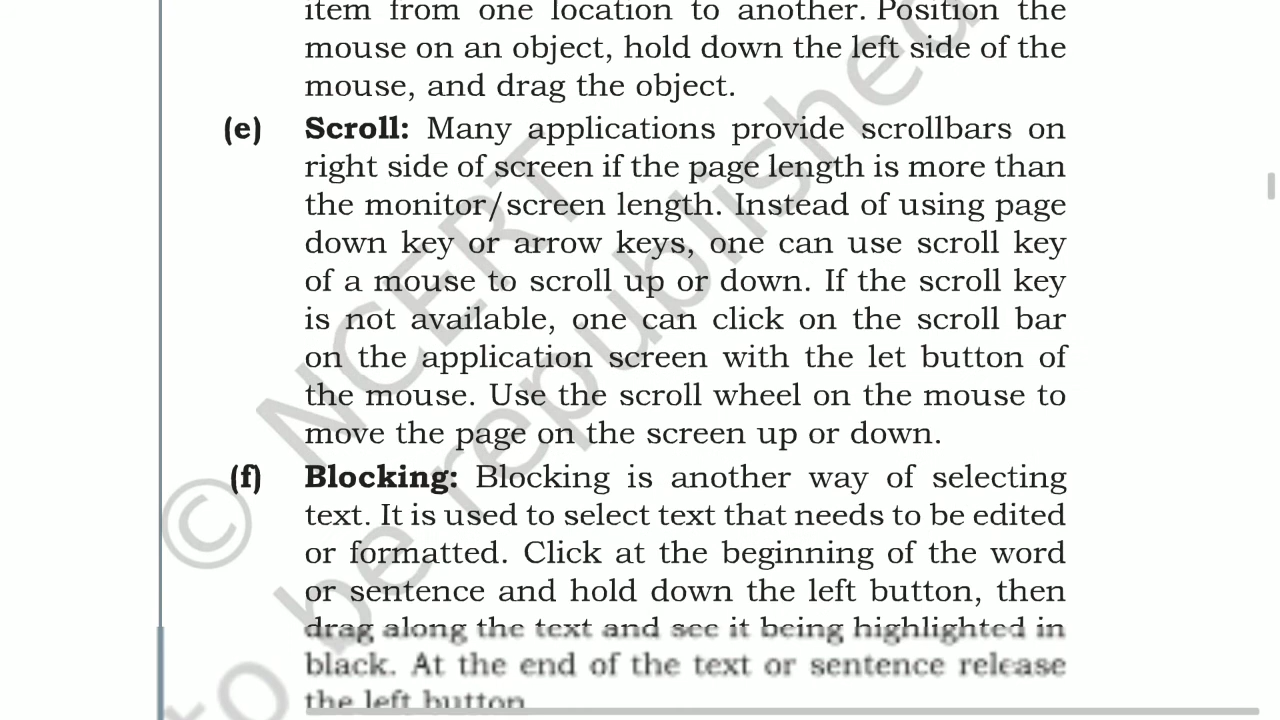 item from one location to another. Position the
mouse on an object, hold down the left side of the
mouse, and drag the object.
(e) Scroll: Many applications provide scrollbars on
right side of screen if the page length is more than
the monitor/screen length. Instead of using page
down key or arrow keys, one can use scroll key
of a mouse to scroll up or down. If the scroll key
is not available, one can click on the scroll bar
on the application screen with the let button of
the mouse. Use the scroll wheel on the mouse to
move the page on the screen up or down.
(f) Blocking: Blocking is another way of selecting
text. It is used to select text that needs to be edited
or formatted. Click at the beginning of the word
or sentence and hold down the left button, then
drag along the text and see it being highlighted in
black. At the end of the text or sentence release
the left button
© NCERT
to be republished